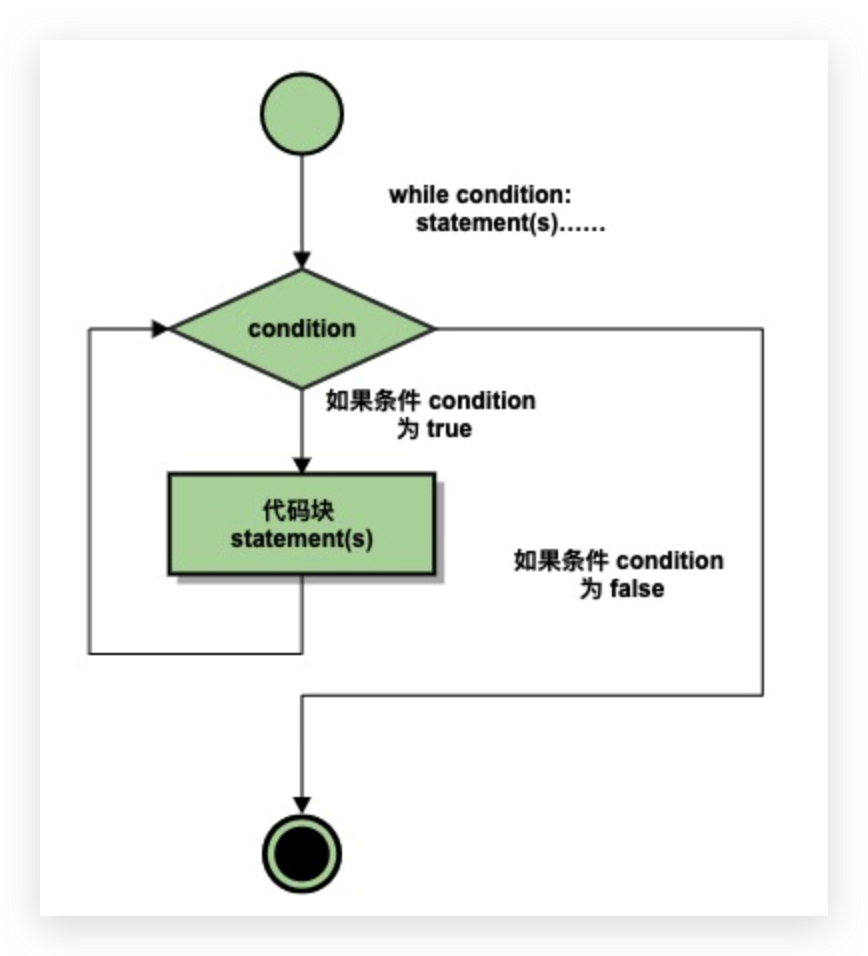 while condition:
statement(s)……
condition
如果条件 condition
为 true
代码块
statement(s)
如果条件 condition
为 false